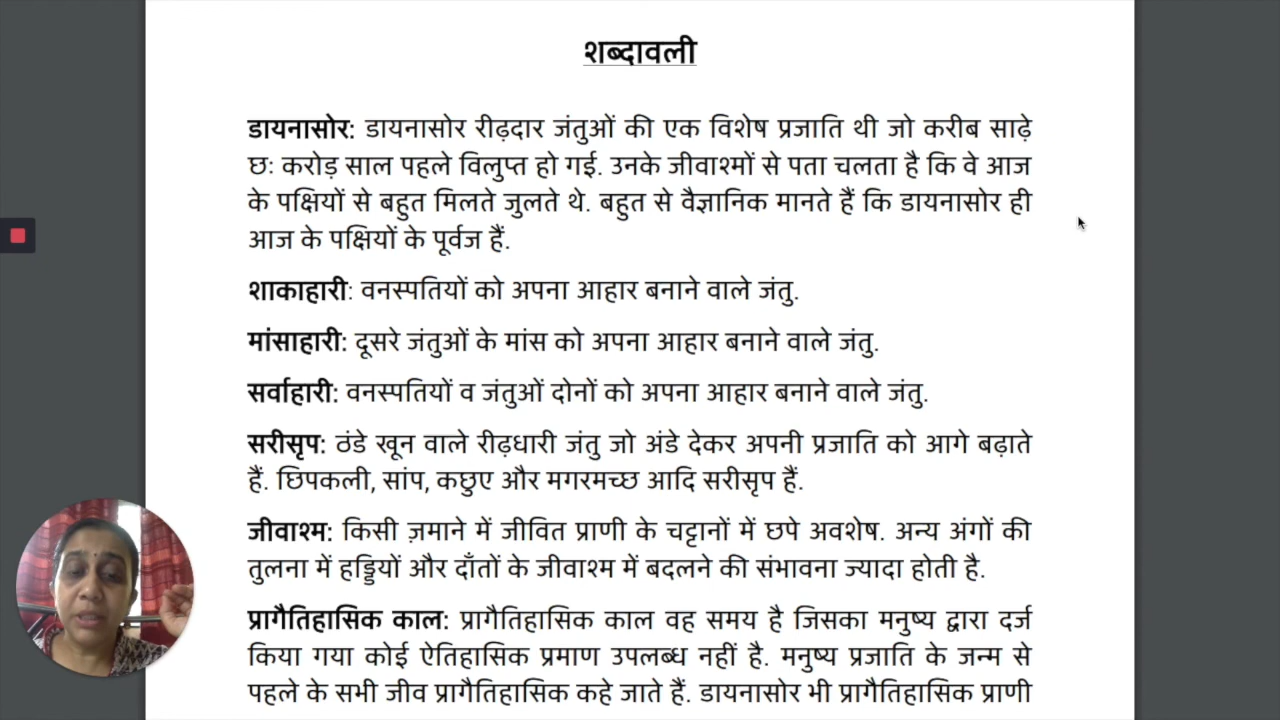 शब्दावली
डायनासोर: डायनासोर रीढ़दार जंतुओं की एक विशेष प्रजाति थी जो करीब साढ़े
छः करोड़ साल पहले विलुप्त हो गई. उनके जीवाश्मों से पता चलता है कि वे आज
के पक्षियों से बहुत मिलते जुलते थे. बहुत से वैज्ञानिक मानते हैं कि डायनासोर ही
आज के पक्षियों के पूर्वज हैं.
शाकाहारी: वनस्पतियों को अपना आहार बनाने वाले जंतु.
मांसाहारी: दूसरे जंतुओं के मांस को अपना आहार बनाने वाले जंतु.
सर्वाहारी: वनस्पतियों व जंतुओं दोनों को अपना आहार बनाने वाले जंतु.
सरीसृप: ठंडे खून वाले रीढ़धारी जंतु जो अंडे देकर अपनी प्रजाति को आगे बढ़ाते
हैं. छिपकली, सांप, कछुए और मगरमच्छ आदि सरीसृप हैं.
जीवाश्म: किसी ज़माने में जीवित प्राणी के चट्टानों में छपे अवशेष. अन्य अंगों की
तुलना में हड्डियों और दाँतों के जीवाश्म में बदलने की संभावना ज्यादा होती है.
प्रागैतिहासिक काल: प्रागैतिहासिक काल वह समय है जिसका मनुष्य द्वारा दर्ज
किया गया कोई ऐतिहासिक प्रमाण उपलब्ध नहीं है. मनुष्य प्रजाति के जन्म से
पहले के सभी जीव प्रागैतिहासिक कहे जाते हैं. डायनासोर भी प्रागैतिहासिक प्राणी